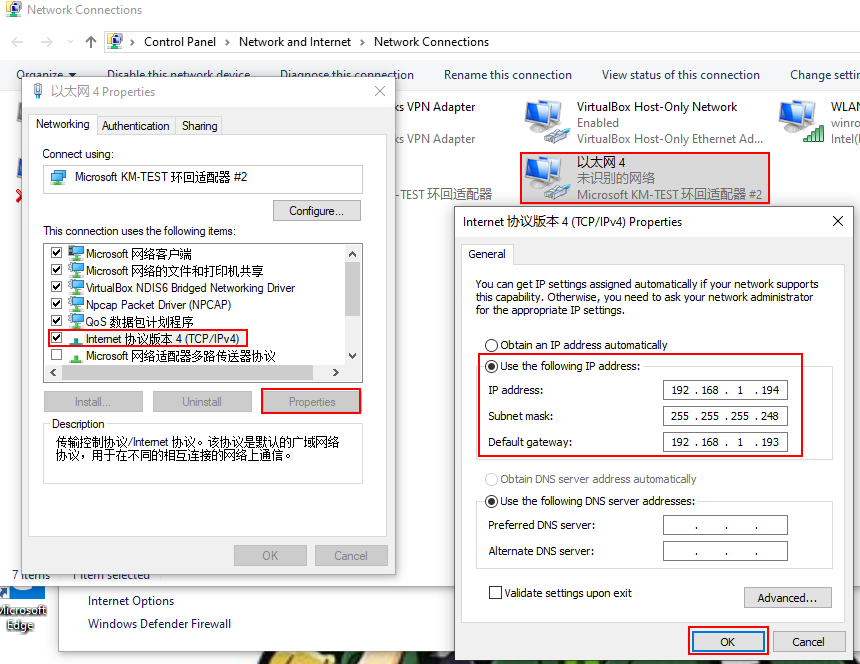 Network Connections
Control Panel > Network and Internet > Network Connections
Organize Disable this network device Diagnose this connection Rename this connection View status of this connection Change settin
以太网 4 Properties
Networking Authentication Sharing
Connect using:
Microsoft KM-TEST 环回适配器 #2
Configure...
This connection uses the following items:
Microsoft 网络客户端
Microsoft 网络的文件和打印机共享
VirtualBox NDIS6 Bridged Networking Driver
Npcap Packet Driver (NPCAP)
QoS 数据包计划程序
Internet 协议版本 4 (TCP/IPv4)
Microsoft 网络适配器多路传送器协议
Install... Uninstall Properties
Description
传输控制协议/Internet 协议。该协议是默认的广域网络
协议，用于在不同的相互连接的网络上通信。
OK Cancel
ks VPN Adapter
ks VPN Adapter
-TEST 环回适配器
VirtualBox Host-Only Network
Enabled
VirtualBox Host-Only Ethernet Ad...
WLAN
winro
Intel(
以太网 4
未识别的网络
Microsoft KM-TEST 环回适配器 #2
Internet 协议版本 4 (TCP/IPv4) Properties
General
You can get IP settings assigned automatically if your network supports
this capability. Otherwise, you need to ask your network administrator
for the appropriate IP settings.
Obtain an IP address automatically
Use the following IP address:
IP address: 192 . 168 . 1 . 194
Subnet mask: 255 . 255 . 255 . 248
Default gateway: 192 . 168 . 1 . 193
Obtain DNS server address automatically
Use the following DNS server addresses:
Preferred DNS server: . . .
Alternate DNS server: . . .
Validate settings upon exit
Advanced...
OK Cancel
7 items 1 item selected
Internet Options
Windows Defender Firewall
Microsoft
Edge